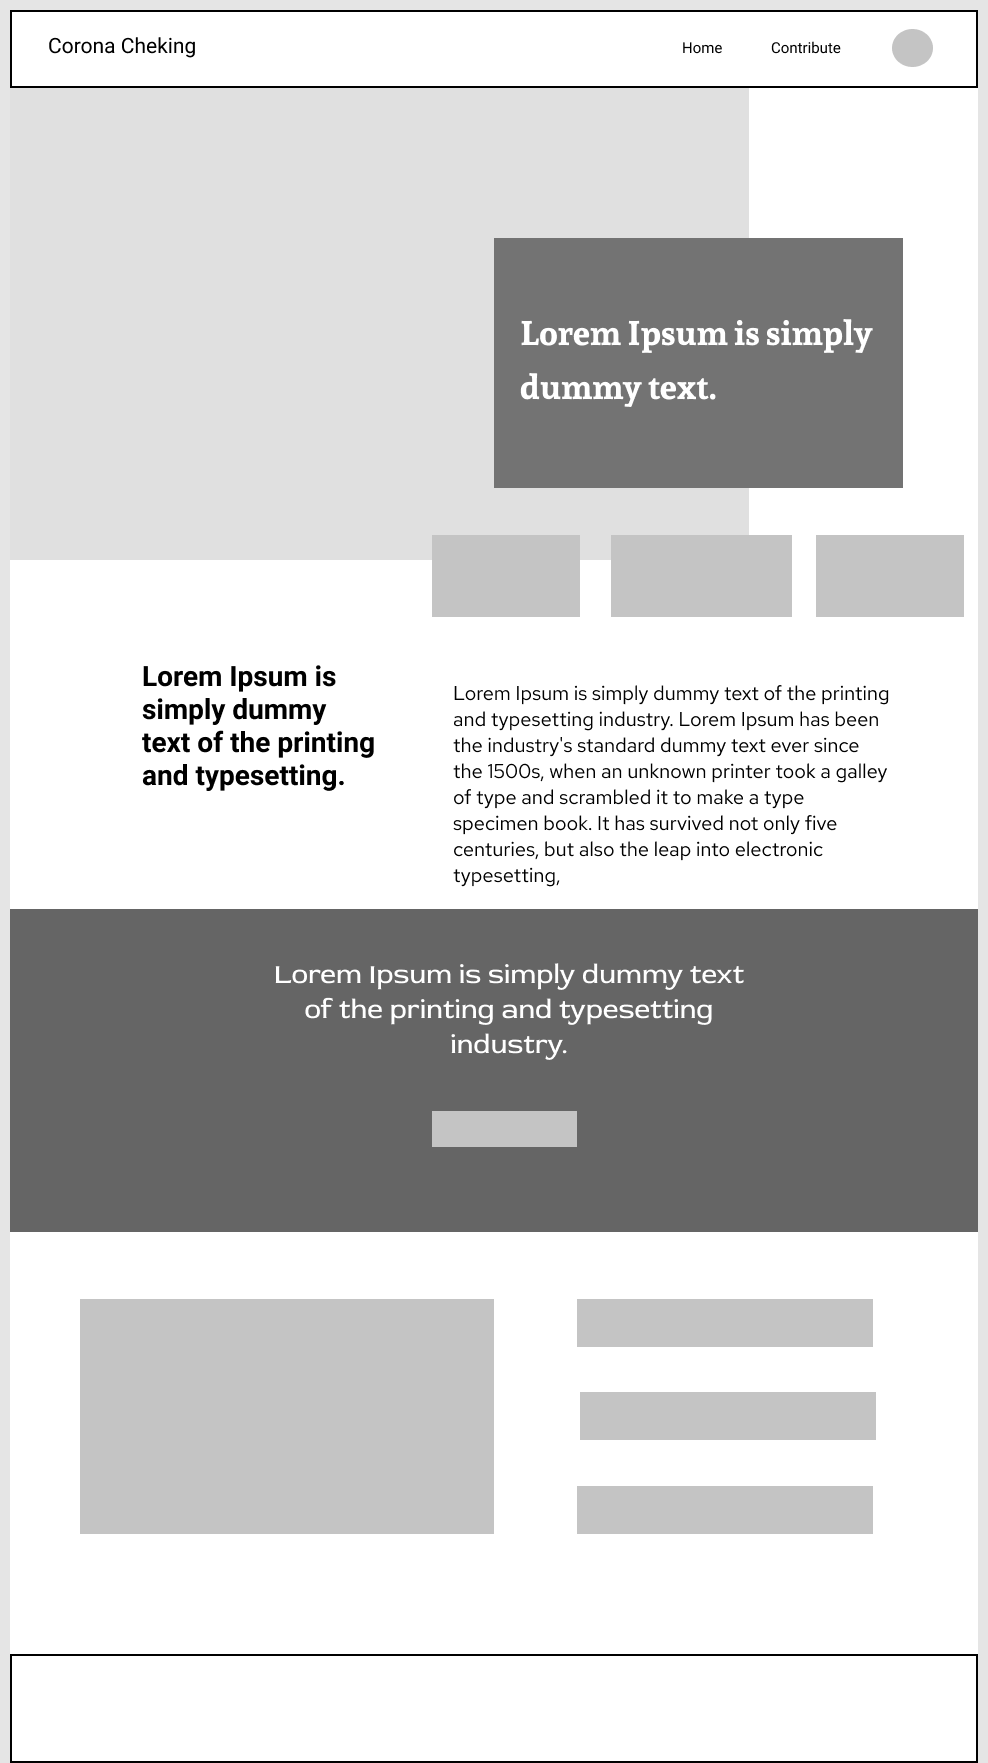 Corona Cheking
Home
Contribute
Lorem Ipsum is simply
dummy text.
Lorem Ipsum is
simply dummy
text of the printing
and typesetting.
Lorem Ipsum is simply dummy text of the printing
and typesetting industry. Lorem Ipsum has been
the industry's standard dummy text ever since
the 1500s, when an unknown printer took a galley
of type and scrambled it to make a type
specimen book. It has survived not only five
centuries, but also the leap into electronic
typesetting,
Lorem Ipsum is simply dummy text
of the printing and typesetting
industry.